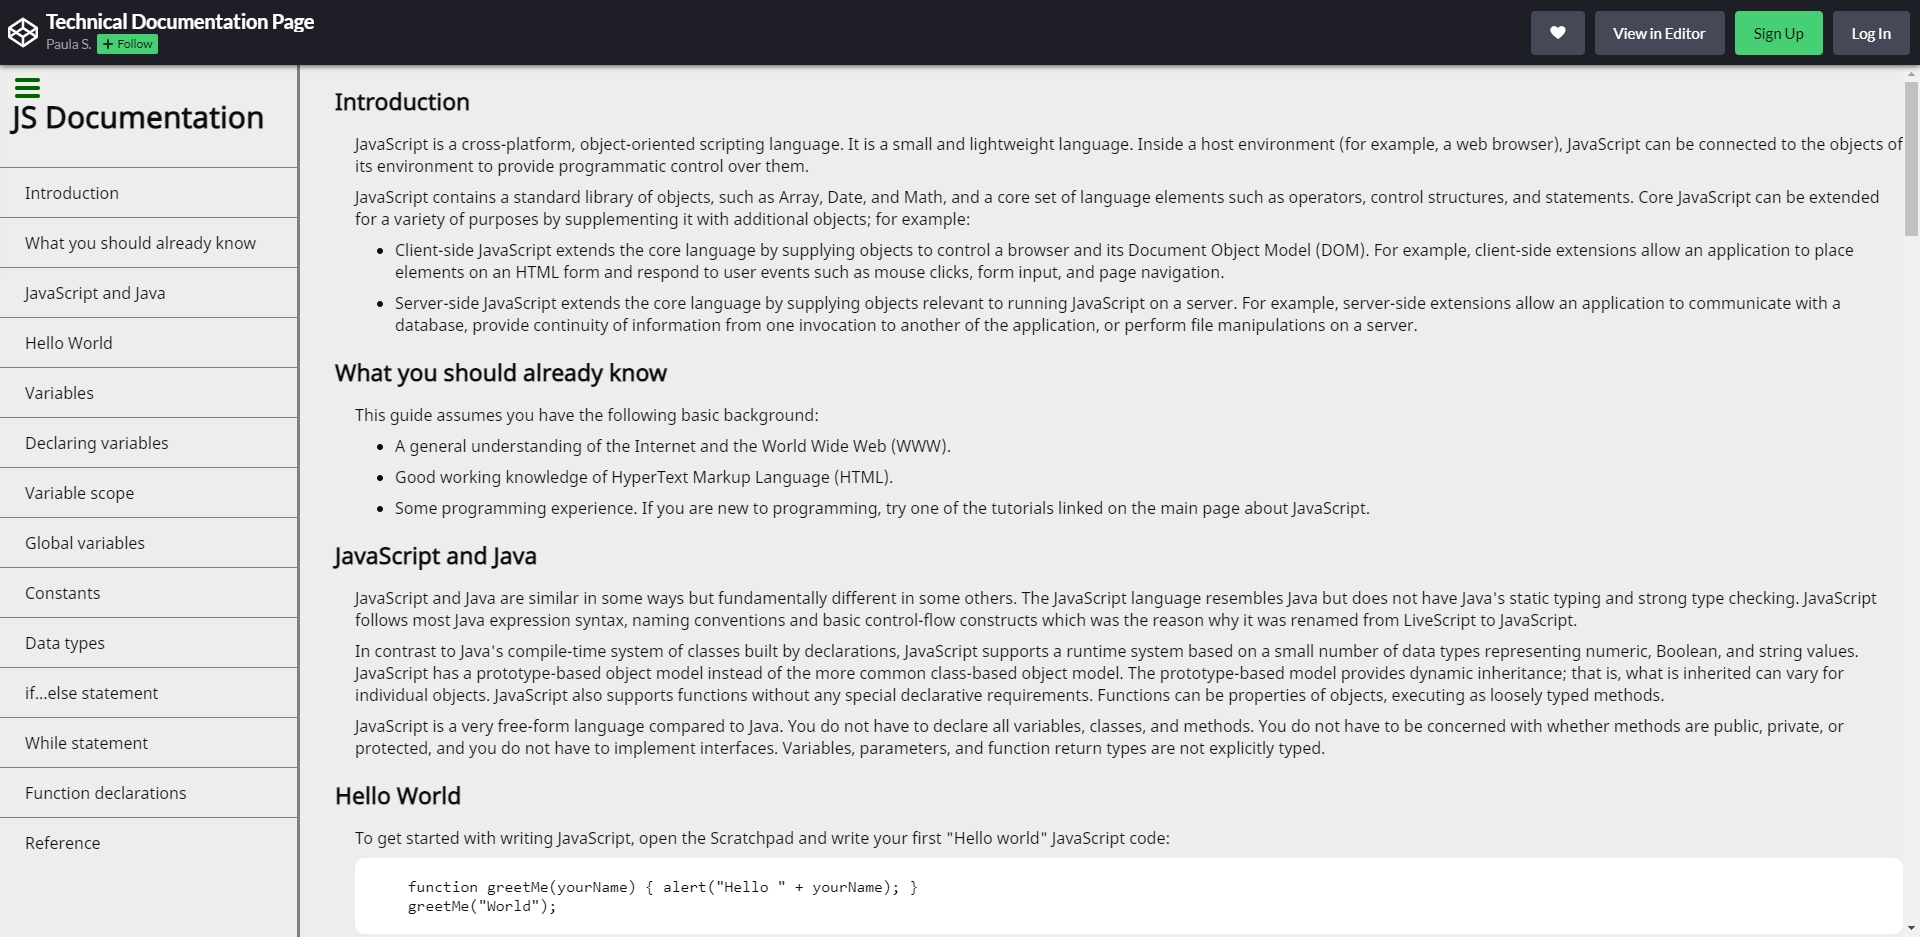 Technical Documentation Page
Paula S.
+ Follow
View in Editor
Sign Up
Log In
JS Documentation
Introduction
What you should already know
JavaScript and Java
Hello World
Variables
Declaring variables
Variable scope
Global variables
Constants
Data types
if...else statement
While statement
Function declarations
Reference
Introduction
JavaScript is a cross-platform, object-oriented scripting language. It is a small and lightweight language. Inside a host environment (for example, a web browser), JavaScript can be connected to the objects of
its environment to provide programmatic control over them.
JavaScript contains a standard library of objects, such as Array, Date, and Math, and a core set of language elements such as operators, control structures, and statements. Core JavaScript can be extended
for a variety of purposes by supplementing it with additional objects; for example:
• Client-side JavaScript extends the core language by supplying objects to control a browser and its Document Object Model (DOM). For example, client-side extensions allow an application to place
elements on an HTML form and respond to user events such as mouse clicks, form input, and page navigation.
• Server-side JavaScript extends the core language by supplying objects relevant to running JavaScript on a server. For example, server-side extensions allow an application to communicate with a
database, provide continuity of information from one invocation to another of the application, or perform file manipulations on a server.
What you should already know
This guide assumes you have the following basic background:
• A general understanding of the Internet and the World Wide Web (WWW).
• Good working knowledge of HyperText Markup Language (HTML).
• Some programming experience. If you are new to programming, try one of the tutorials linked on the main page about JavaScript.
JavaScript and Java
JavaScript and Java are similar in some ways but fundamentally different in some others. The JavaScript language resembles Java but does not have Java's static typing and strong type checking. JavaScript
follows most Java expression syntax, naming conventions and basic control-flow constructs which was the reason why it was renamed from LiveScript to JavaScript.
In contrast to Java's compile-time system of classes built by declarations, JavaScript supports a runtime system based on a small number of data types representing numeric, Boolean, and string values.
JavaScript has a prototype-based object model instead of the more common class-based object model. The prototype-based model provides dynamic inheritance; that is, what is inherited can vary for
individual objects. JavaScript also supports functions without any special declarative requirements. Functions can be properties of objects, executing as loosely typed methods.
JavaScript is a very free-form language compared to Java. You do not have to declare all variables, classes, and methods. You do not have to be concerned with whether methods are public, private, or
protected, and you do not have to implement interfaces. Variables, parameters, and function return types are not explicitly typed.
Hello World
To get started with writing JavaScript, open the Scratchpad and write your first "Hello world" JavaScript code:
function greetMe(yourName) { alert("Hello " + yourName); }
greetMe("World");